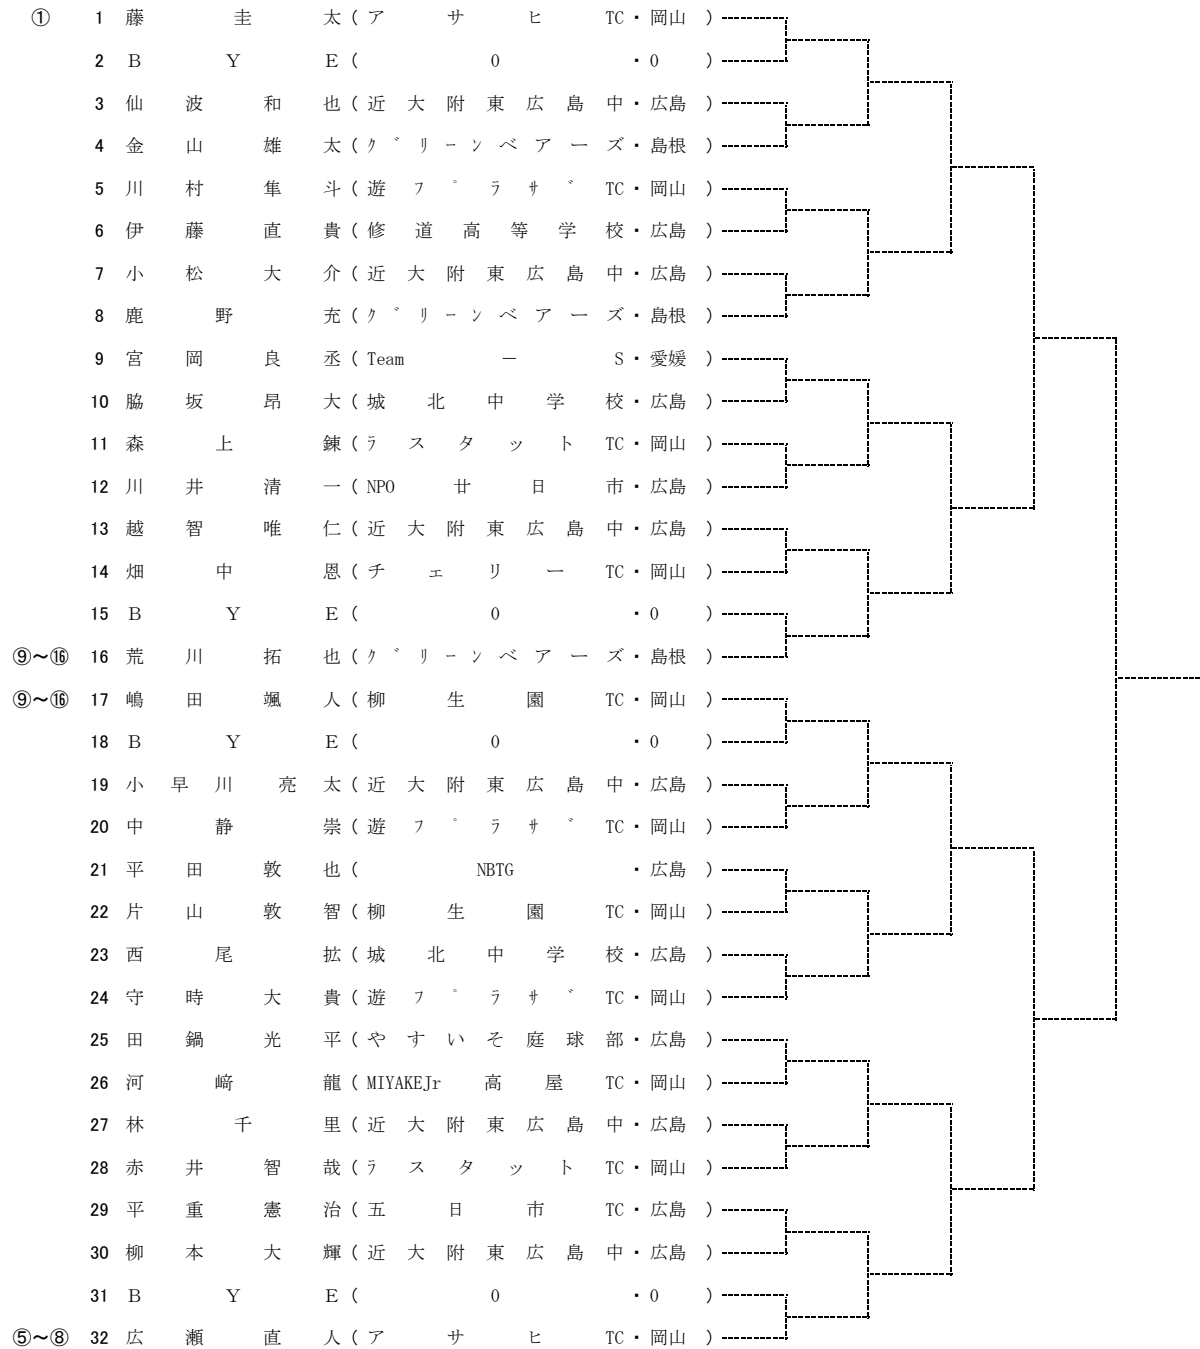 ① 1 藤 圭 太 ( ア サ ヒ TC ・ 岡山 )
2 Ｂ Ｙ Ｅ ( 0 ・ 0 )
3 仙 波 和 也 ( 近 大 附 東 広 島 中 ・ 広島 )
4 金 山 雄 太 ( ｸ ﾞ ﾘ ｰ ﾝ ベ ア ー ズ ・ 島根 )
5 川 村 隼 斗 ( 遊 ﾌ ﾟ ﾗ ｻ ﾞ TC ・ 岡山 )
6 伊 藤 直 貴 ( 修 道 高 等 学 校 ・ 広島 )
7 小 松 大 介 ( 近 大 附 東 広 島 中 ・ 広島 )
8 鹿 野 充 ( ｸ ﾞ ﾘ ｰ ﾝ ベ ア ー ズ ・ 島根 )
9 宮 岡 良 丞 ( Team － S ・ 愛媛 )
10 脇 坂 昂 大 ( 城 北 中 学 校 ・ 広島 )
11 森 上 錬 ( ラ ス タ ッ ト TC ・ 岡山 )
12 川 井 清 一 ( NPO 廿 日 市 ・ 広島 )
13 越 智 唯 仁 ( 近 大 附 東 広 島 中 ・ 広島 )
14 畑 中 恩 ( チ ェ リ ー TC ・ 岡山 )
15 Ｂ Ｙ Ｅ ( 0 ・ 0 )
⑨～⑯ 16 荒 川 拓 也 ( ｸ ﾞ ﾘ ｰ ﾝ ベ ア ー ズ ・ 島根 )
⑨～⑯ 17 嶋 田 颯 人 ( 柳 生 園 TC ・ 岡山 )
18 Ｂ Ｙ Ｅ ( 0 ・ 0 )
19 小 早 川 亮 太 ( 近 大 附 東 広 島 中 ・ 広島 )
20 中 静 崇 ( 遊 ﾌ ﾟ ﾗ ｻ ﾞ TC ・ 岡山 )
21 平 田 敦 也 ( NBTG ・ 広島 )
22 片 山 敦 智 ( 柳 生 園 TC ・ 岡山 )
23 西 尾 拡 ( 城 北 中 学 校 ・ 広島 )
24 守 時 大 貴 ( 遊 ﾌ ﾟ ﾗ ｻ ﾞ TC ・ 岡山 )
25 田 鍋 光 平 ( や す い そ 庭 球 部 ・ 広島 )
26 河 﨑 龍 ( MIYAKEJr 高 屋 TC ・ 岡山 )
27 林 千 里 ( 近 大 附 東 広 島 中 ・ 広島 )
28 赤 井 智 哉 ( ラ ス タ ッ ト TC ・ 岡山 )
29 平 重 憲 治 ( 五 日 市 TC ・ 広島 )
30 柳 本 大 輝 ( 近 大 附 東 広 島 中 ・ 広島 )
31 Ｂ Ｙ Ｅ ( 0 ・ 0 )
⑤～⑧ 32 広 瀬 直 人 ( ア サ ヒ TC ・ 岡山 )